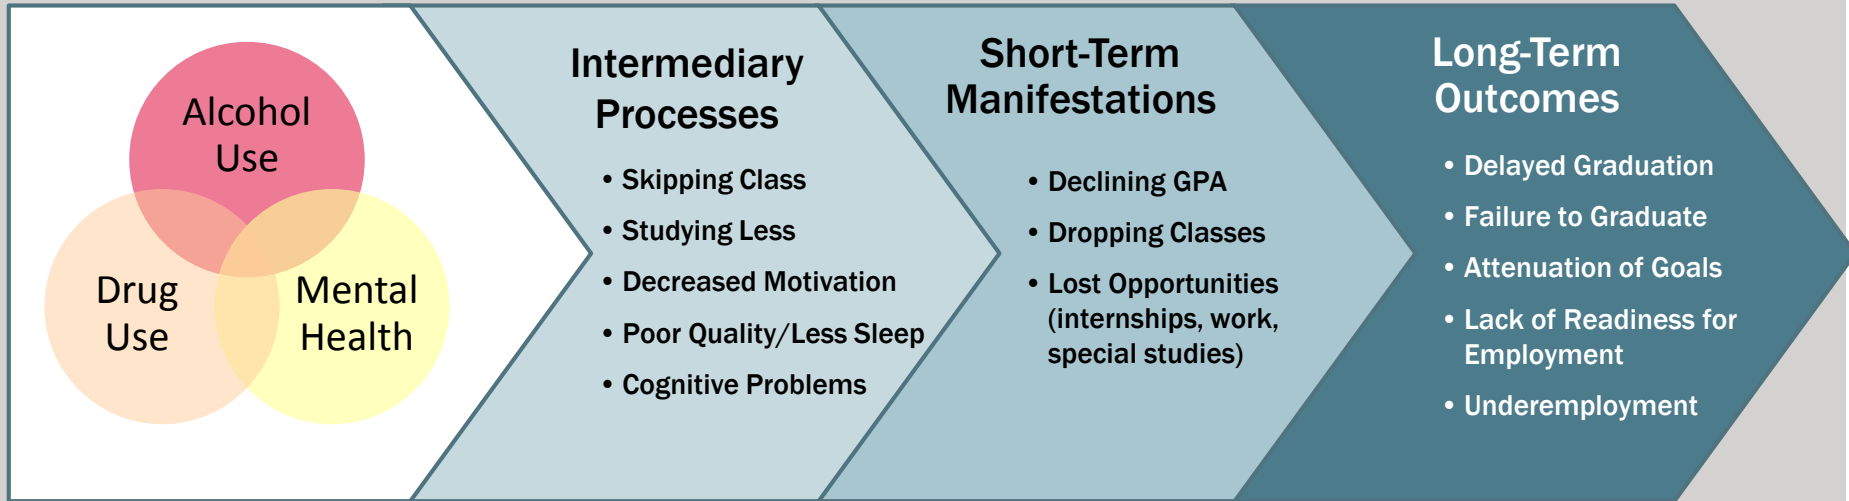 Alcohol
Use
Drug
Use
Mental
Health
Intermediary
Processes
• Skipping Class
• Studying Less
• Decreased Motivation
• Poor Quality/Less Sleep
• Cognitive Problems
Short-Term
Manifestations
• Declining GPA
• Dropping Classes
• Lost Opportunities
(internships, work,
special studies)
Long-Term
Outcomes
• Delayed Graduation
• Failure to Graduate
• Attenuation of Goals
• Lack of Readiness for
Employment
• Underemployment